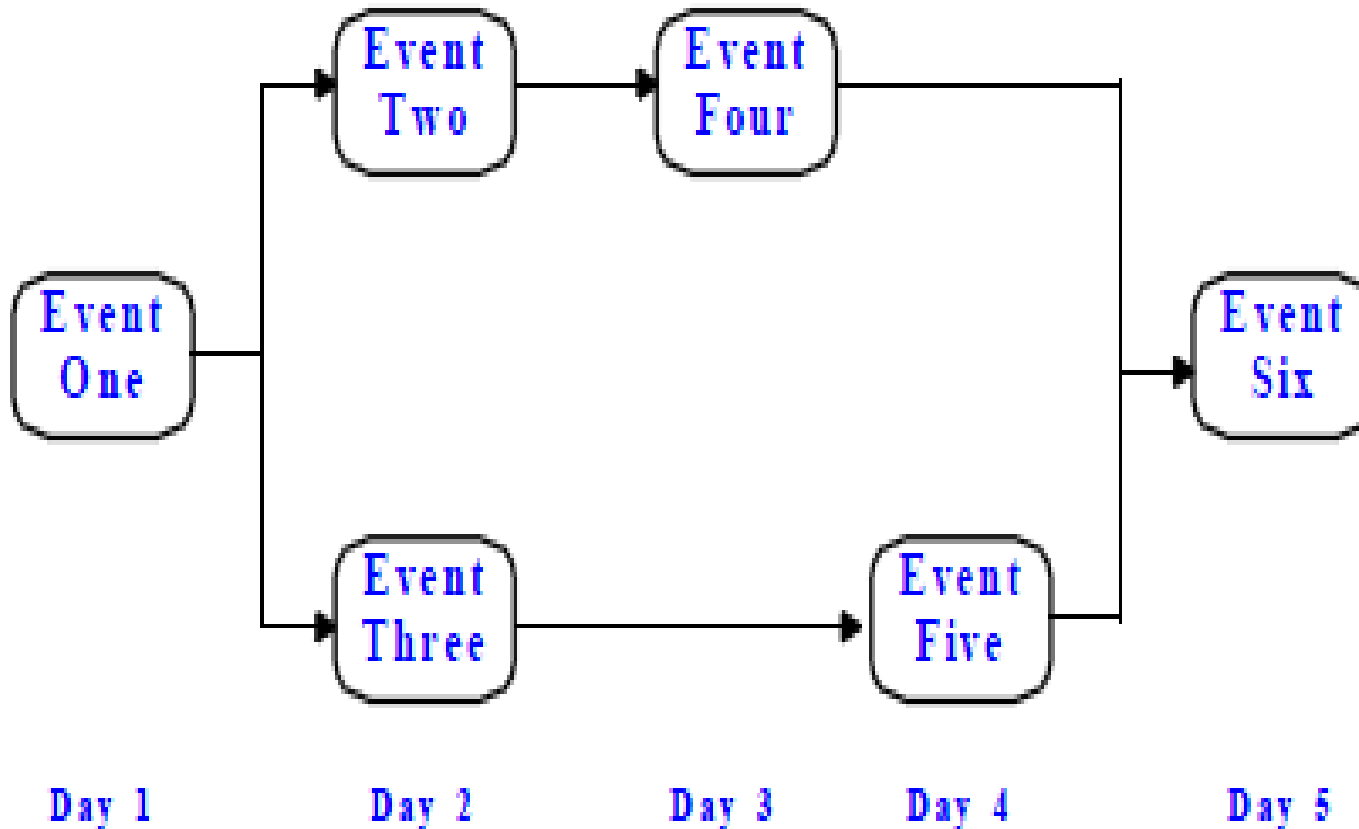 Event
Two
Event
Four
Event
One
Event
Six
Event
Three
Event
Five
Day 1
Day 2
Day 3
Day 4
Day 5